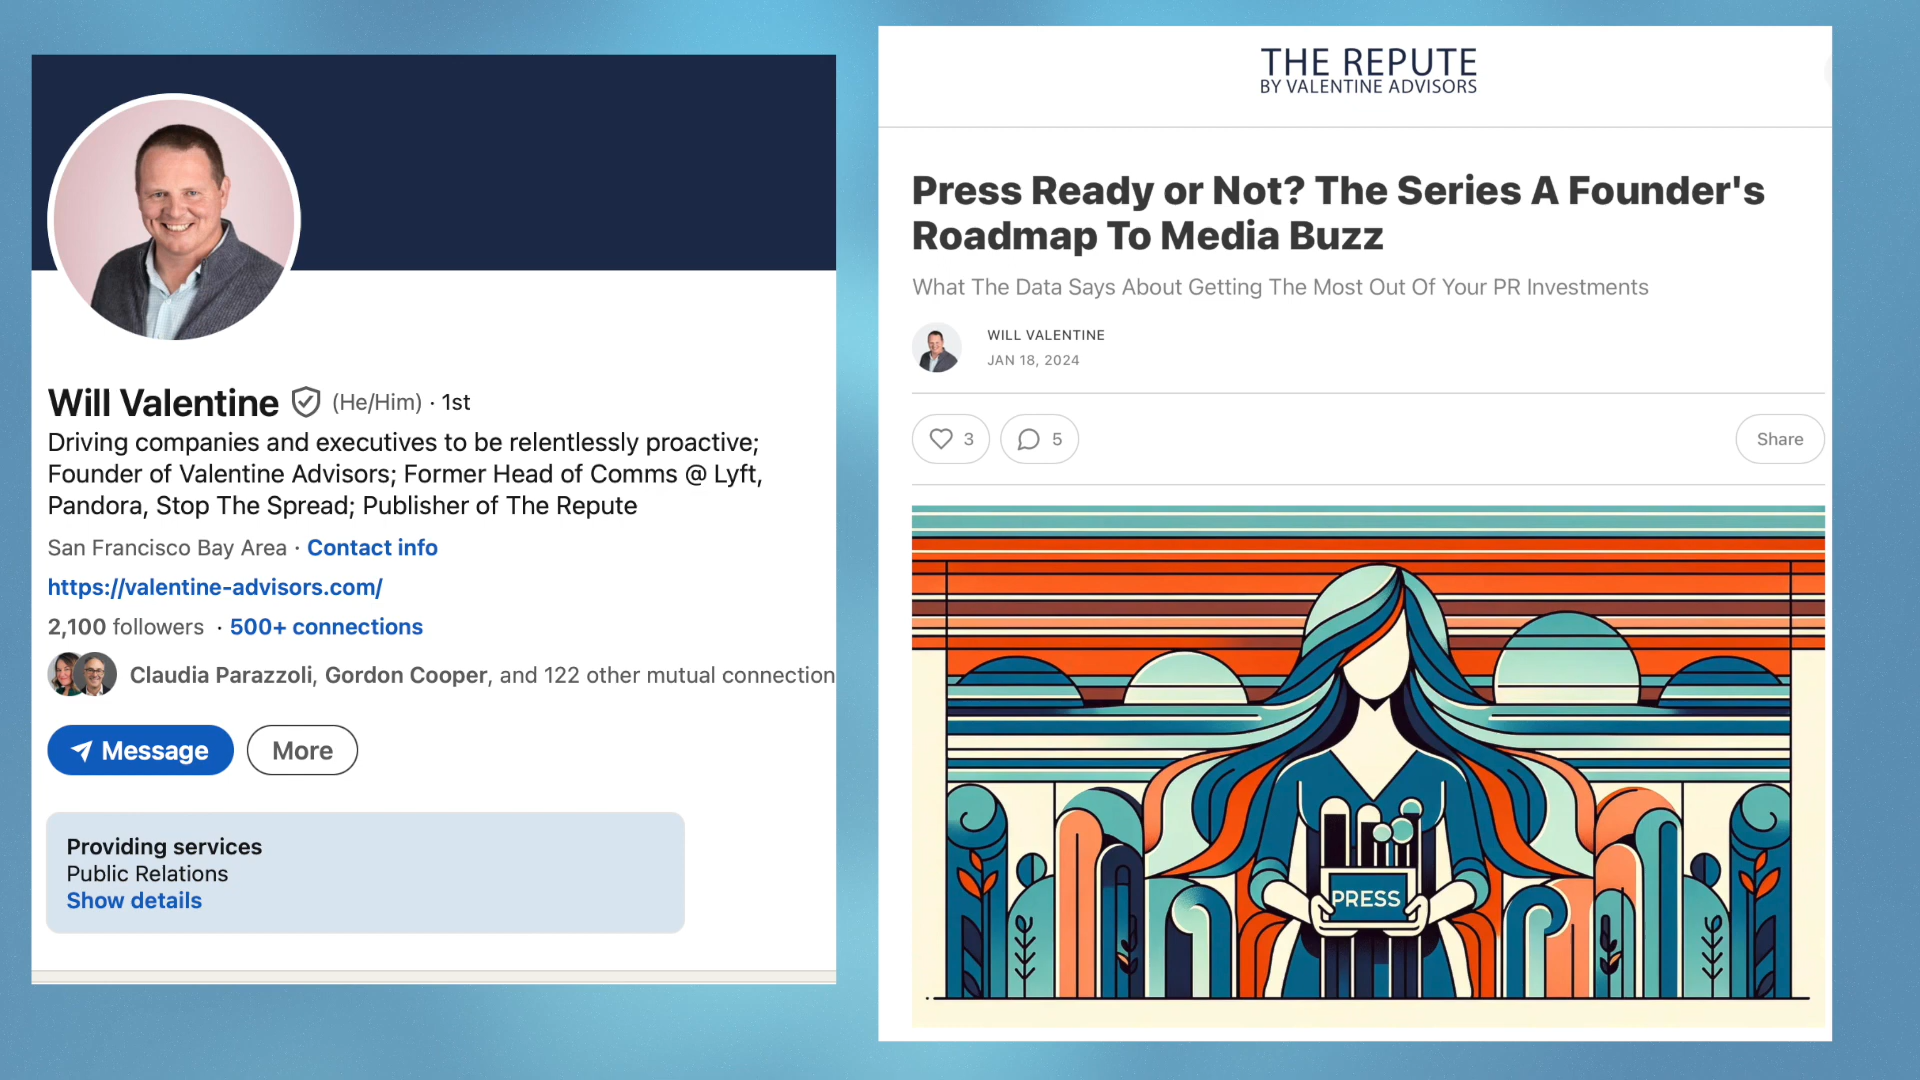 Will Valentine (He/Him) · 1st
Driving companies and executives to be relentlessly proactive;
Founder of Valentine Advisors; Former Head of Comms @ Lyft,
Pandora, Stop The Spread; Publisher of The Repute
San Francisco Bay Area · Contact info
https://valentine-advisors.com/
2,100 followers · 500+ connections
Claudia Parazzoli, Gordon Cooper, and 122 other mutual connection
Message
More
Providing services
Public Relations
Show details
THE REPUTE
BY VALENTINE ADVISORS
Press Ready or Not? The Series A Founder's
Roadmap To Media Buzz
What The Data Says About Getting The Most Out Of Your PR Investments
WILL VALENTINE
JAN 18, 2024
3
5
Share
PRESS